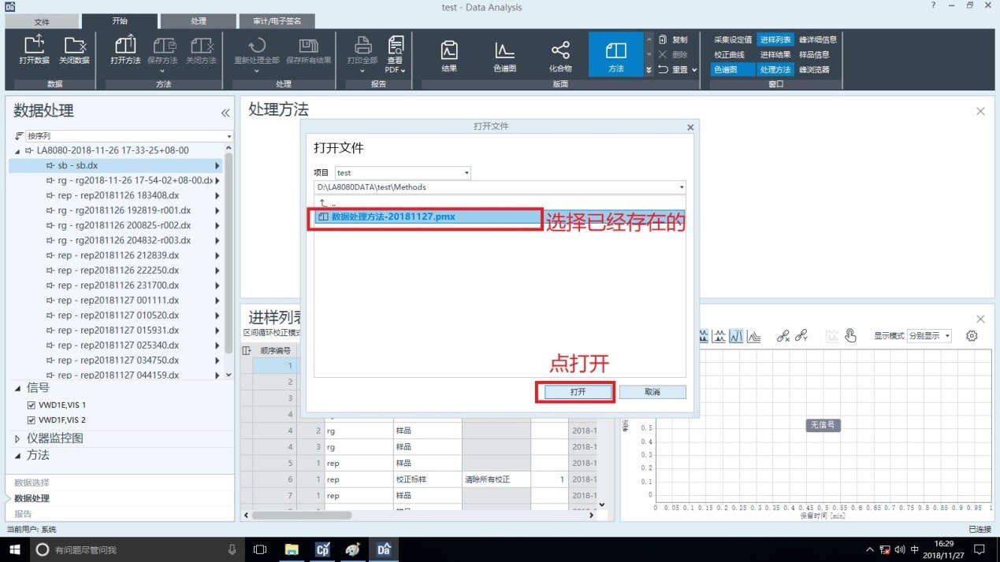 Da
test - Data Analysis
文件 开始 处理 审计/电子签名
打开数据 关闭数据 打开方法 保存方法 关闭方法 重新处理全部 保存所有结果 打印全部 查看PDF 结果 色谱图 化合物 方法
复制
删除
重置
采集设定值 进样列表 峰详细信息
校正曲线 进样结果 样品信息
色谱图 处理方法 峰浏览器
数据 方法 处理 报告 版面 窗口
数据处理
按序列
LA8080-2018-11-26 17-33-25+08-00
sb - sb.dx
rg - rg2018-11-26 17-54-02+08-00.dx
rep - rep20181126 183408.dx
rg - rg20181126 192819-r001.dx
rg - rg20181126 200825-r002.dx
rg - rg20181126 204832-r003.dx
rep - rep20181126 212839.dx
rep - rep20181126 222250.dx
rep - rep20181126 231700.dx
rep - rep20181127 001111.dx
rep - rep20181127 010520.dx
rep - rep20181127 015931.dx
rep - rep20181127 025340.dx
rep - rep20181127 034750.dx
rep - rep20181127 044159.dx
信号
VWD1E,VIS 1
VWD1F,VIS 2
仪器监控图
方法
数据选择
数据处理
报告
处理方法
打开文件
打开文件
项目 test
D:\LA8080DATA\test\Methods
..
数据处理方法-20181127.pmx
选择已经存在的
点打开
打开 取消
进样列表
区间循环校正模式
顺序编号
1
2
3
4
4 2 rg 样品 2018-1
4 3 rg 样品 2018-1
5 1 rep 样品 2018-1
6 1 rep 校正标样 清除所有校正 1 2018-1
7 1 rep 样品 2018-1
显示模式 分别显示
无信号
0.5
0.4
0.3
0.2
0.1
0
0 0.05 0.1 0.15 0.2 0.25 0.3 0.35 0.4 0.45 0.5 0.55 0.6 0.65 0.7 0.75 0.8 0.85 0.9 0.95 1
保留时间 [min]
当前用户: 系统
已连接
有问题尽管问我
Cp
Da
中
16:29
2018/11/27